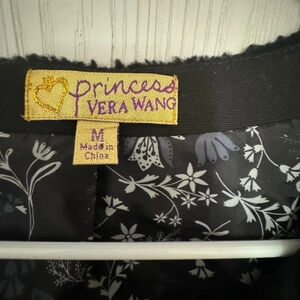 princess
VERA WANG
M
Made in
China